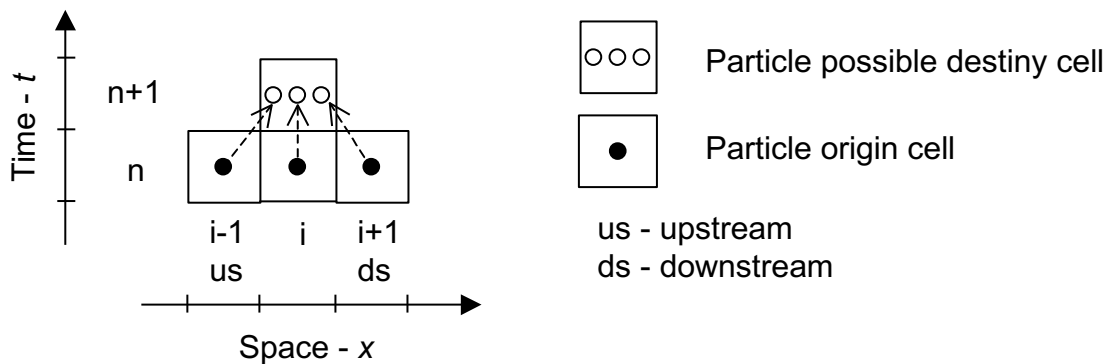 Time - t
n+1
n
i-1
i
i+1
us
ds
Space - x
Particle possible destiny cell
Particle origin cell
us - upstream
ds - downstream